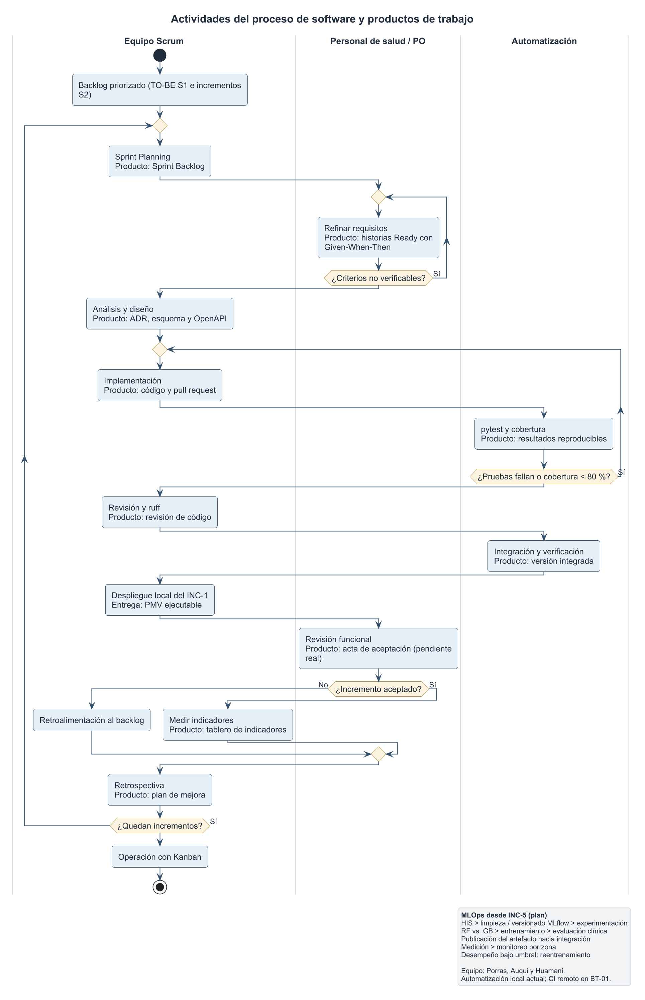 Actividades del proceso de software y productos de trabajo
Equipo Scrum
Personal de salud / PO
Automatización
Backlog priorizado (TO-BE S1 e incrementos
S2)
Sprint Planning
Producto: Sprint Backlog
Refinar requisitos
Producto: historias Ready con
Given-When-Then
¿Criterios no verificables?
Sí
Análisis y diseño
Producto: ADR, esquema y OpenAPI
Implementación
Producto: código y pull request
pytest y cobertura
Producto: resultados reproducibles
¿Pruebas fallan o cobertura < 80 %?
Sí
Revisión y ruff
Producto: revisión de código
Integración y verificación
Producto: versión integrada
Despliegue local del INC-1
Entrega: PMV ejecutable
Revisión funcional
Producto: acta de aceptación (pendiente
real)
No
¿Incremento aceptado?
Sí
Retroalimentación al backlog
Medir indicadores
Producto: tablero de indicadores
Retrospectiva
Producto: plan de mejora
¿Quedan incrementos?
Sí
Operación con Kanban
MLOps desde INC-5 (plan)
HIS > limpieza / versionado MLflow > experimentación
RF vs. GB > entrenamiento > evaluación clínica
Publicación del artefacto hacia integración
Medición > monitoreo por zona
Desempeño bajo umbral: reentrenamiento
Equipo: Porras, Auqui y Huamani.
Automatización local actual; CI remoto en BT-01.